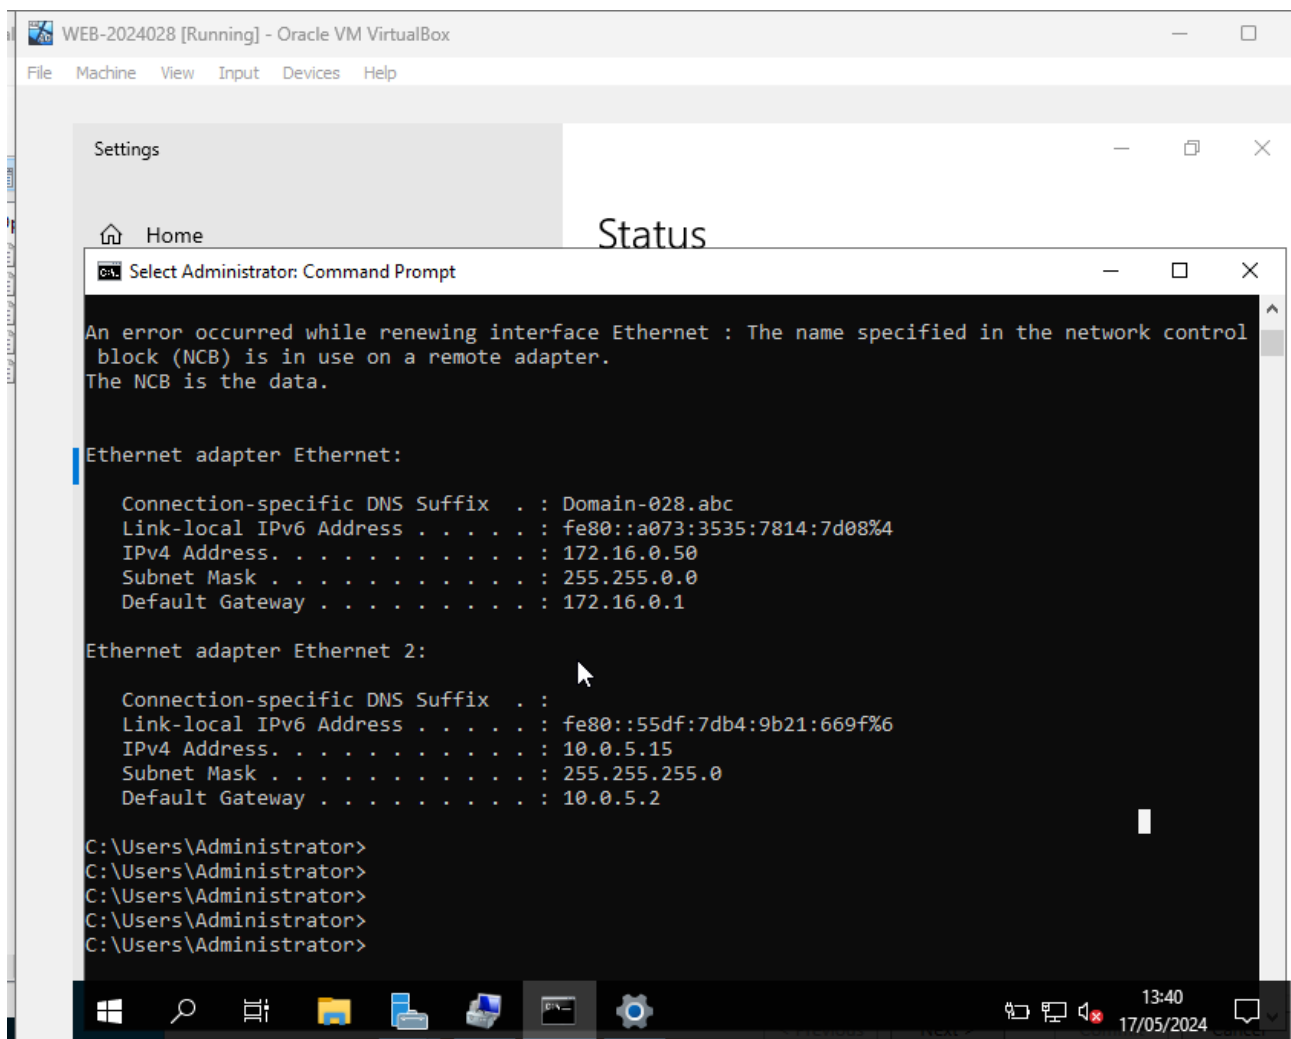 WEB-2024028 [Running] - Oracle VM VirtualBox
File Machine View Input Devices Help
Settings
Home
Status
Select Administrator: Command Prompt
An error occurred while renewing interface Ethernet : The name specified in the network control
block (NCB) is in use on a remote adapter.
The NCB is the data.
Ethernet adapter Ethernet:
Connection-specific DNS Suffix . : Domain-028.abc
Link-local IPv6 Address . . . . . : fe80::a073:3535:7814:7d08%4
IPv4 Address. . . . . . . . . . . : 172.16.0.50
Subnet Mask . . . . . . . . . . . : 255.255.0.0
Default Gateway . . . . . . . . . : 172.16.0.1
Ethernet adapter Ethernet 2:
Connection-specific DNS Suffix . :
Link-local IPv6 Address . . . . . : fe80::55df:7db4:9b21:669f%6
IPv4 Address. . . . . . . . . . . : 10.0.5.15
Subnet Mask . . . . . . . . . . . : 255.255.255.0
Default Gateway . . . . . . . . . : 10.0.5.2
C:\Users\Administrator>
C:\Users\Administrator>
C:\Users\Administrator>
C:\Users\Administrator>
C:\Users\Administrator>
13:40
17/05/2024